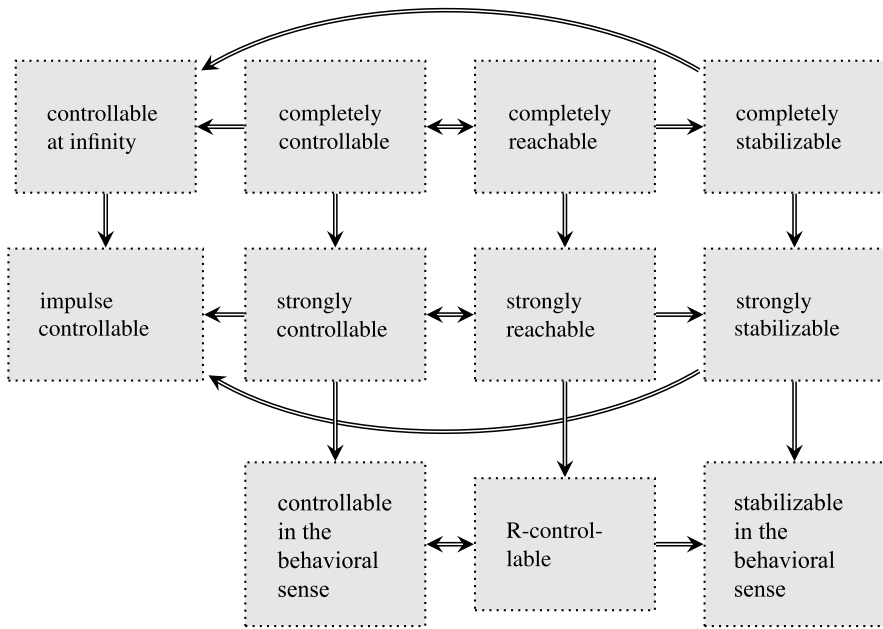 controllable
at infinity
completely
controllable
completely
reachable
completely
stabilizable
impulse
controllable
strongly
controllable
strongly
reachable
strongly
stabilizable
controllable
in the
behavioral
sense
R-control-
lable
stabilizable
in the
behavioral
sense